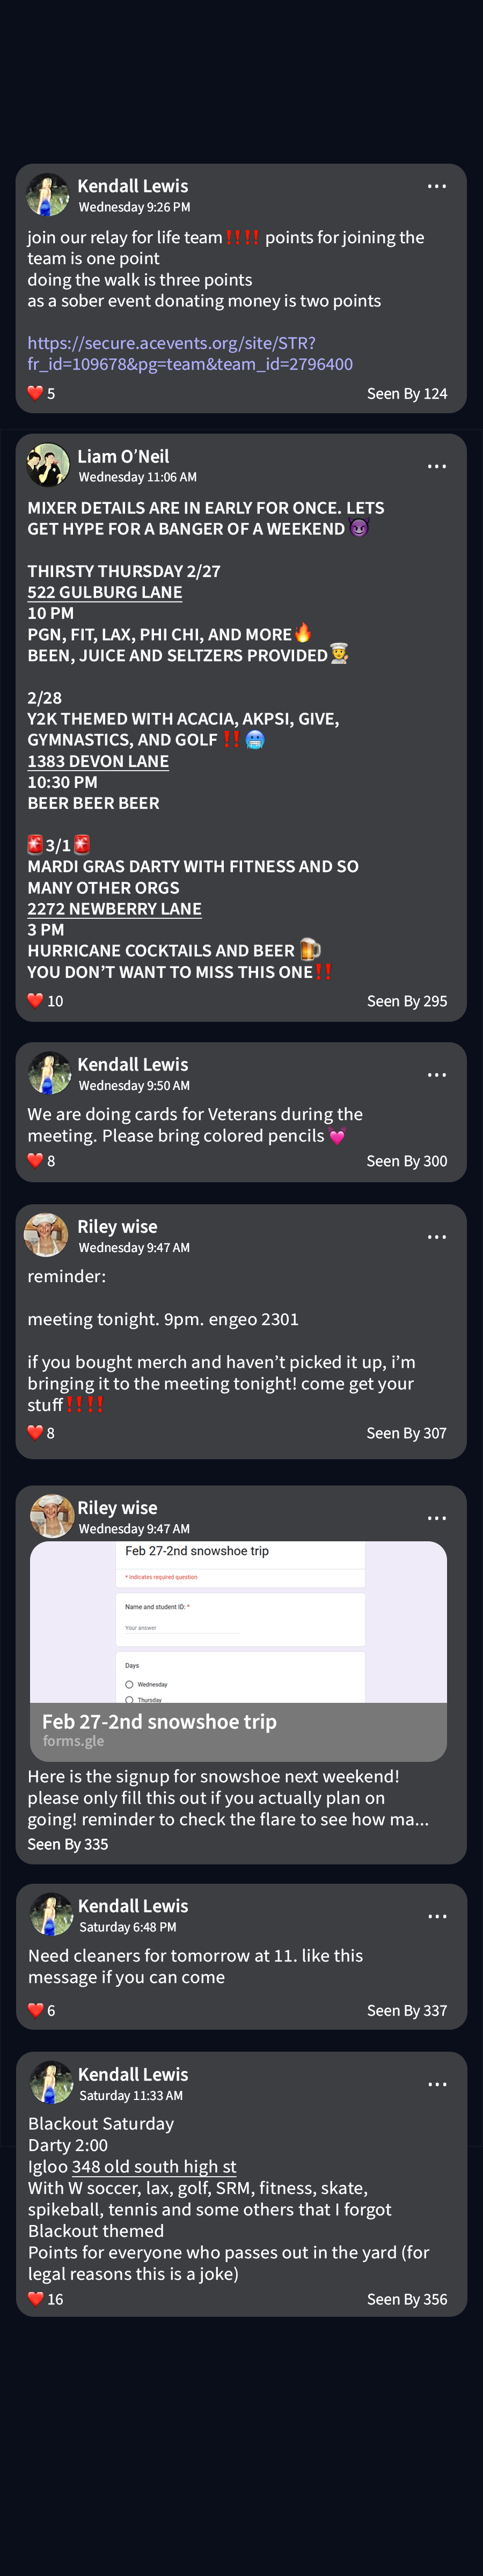 Kendall Lewis
Wednesday 9:26 PM
join our relay for life team‼️‼️ points for joining the
team is one point
doing the walk is three points
as a sober event donating money is two points
https://secure.acevents.org/site/STR?
fr_id=109678&pg=team&team_id=2796400
❤️ 5 Seen By 124
Liam O’Neil
Wednesday 11:06 AM
MIXER DETAILS ARE IN EARLY FOR ONCE. LETS
GET HYPE FOR A BANGER OF A WEEKEND😈
THIRSTY THURSDAY 2/27
522 GULBURG LANE
10 PM
PGN, FIT, LAX, PHI CHI, AND MORE🔥
BEEN, JUICE AND SELTZERS PROVIDED👨‍🍳
2/28
Y2K THEMED WITH ACACIA, AKPSI, GIVE,
GYMNASTICS, AND GOLF ‼️🥶
1383 DEVON LANE
10:30 PM
BEER BEER BEER
🚨3/1🚨
MARDI GRAS DARTY WITH FITNESS AND SO
MANY OTHER ORGS
2272 NEWBERRY LANE
3 PM
HURRICANE COCKTAILS AND BEER 🍺
YOU DON’T WANT TO MISS THIS ONE‼️
❤️ 10 Seen By 295
Kendall Lewis
Wednesday 9:50 AM
We are doing cards for Veterans during the
meeting. Please bring colored pencils💓
❤️ 8 Seen By 300
Riley wise
Wednesday 9:47 AM
reminder:
meeting tonight. 9pm. engeo 2301
if you bought merch and haven’t picked it up, i’m
bringing it to the meeting tonight! come get your
stuff‼️‼️
❤️ 8 Seen By 307
Riley wise
Wednesday 9:47 AM
Feb 27-2nd snowshoe trip
* Indicates required question
Name and student ID: *
Your answer
Days
Wednesday
Thursday
Feb 27-2nd snowshoe trip
forms.gle
Here is the signup for snowshoe next weekend!
please only fill this out if you actually plan on
going! reminder to check the flare to see how ma...
Seen By 335
Kendall Lewis
Saturday 6:48 PM
Need cleaners for tomorrow at 11. like this
message if you can come
❤️ 6 Seen By 337
Kendall Lewis
Saturday 11:33 AM
Blackout Saturday
Darty 2:00
Igloo 348 old south high st
With W soccer, lax, golf, SRM, fitness, skate,
spikeball, tennis and some others that I forgot
Blackout themed
Points for everyone who passes out in the yard (for
legal reasons this is a joke)
❤️ 16 Seen By 356